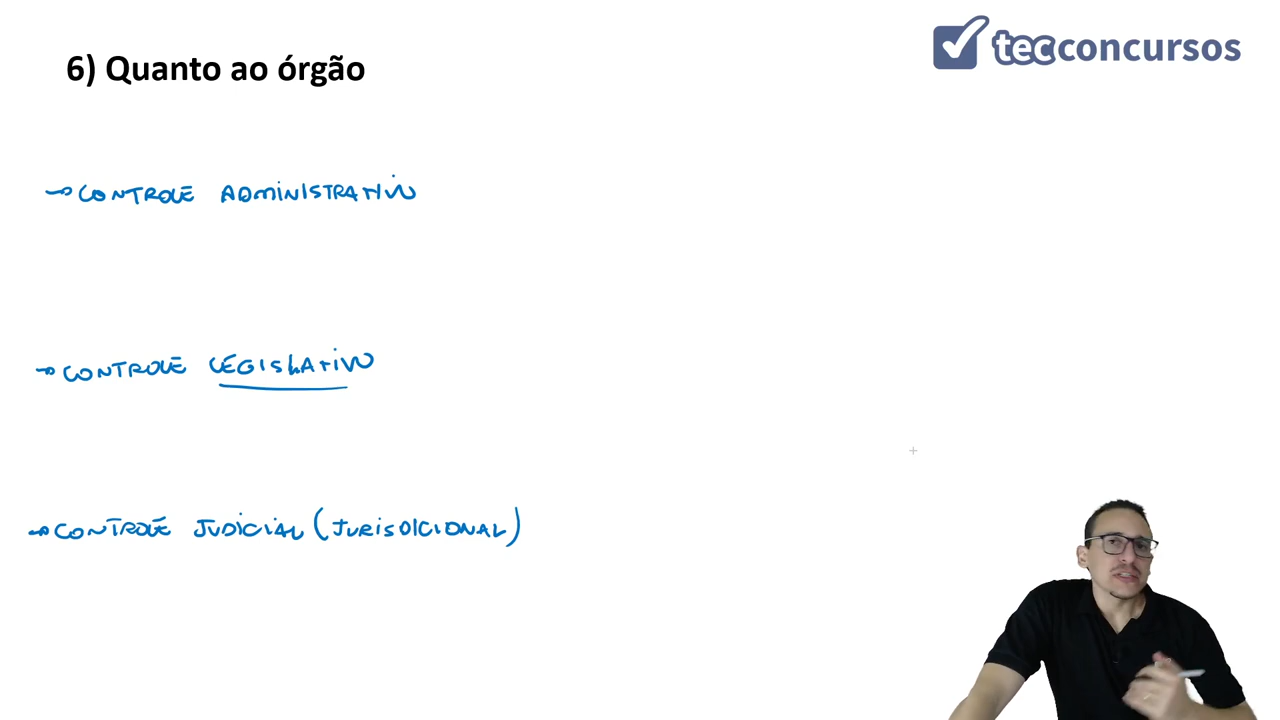 tecconcursos
6) Quanto ao órgão
→ CONTROLE ADMINISTRATIVO
→ CONTROLE LEGISLATIVO
→ CONTROLE JUDICIAL (JURISDICIONAL)